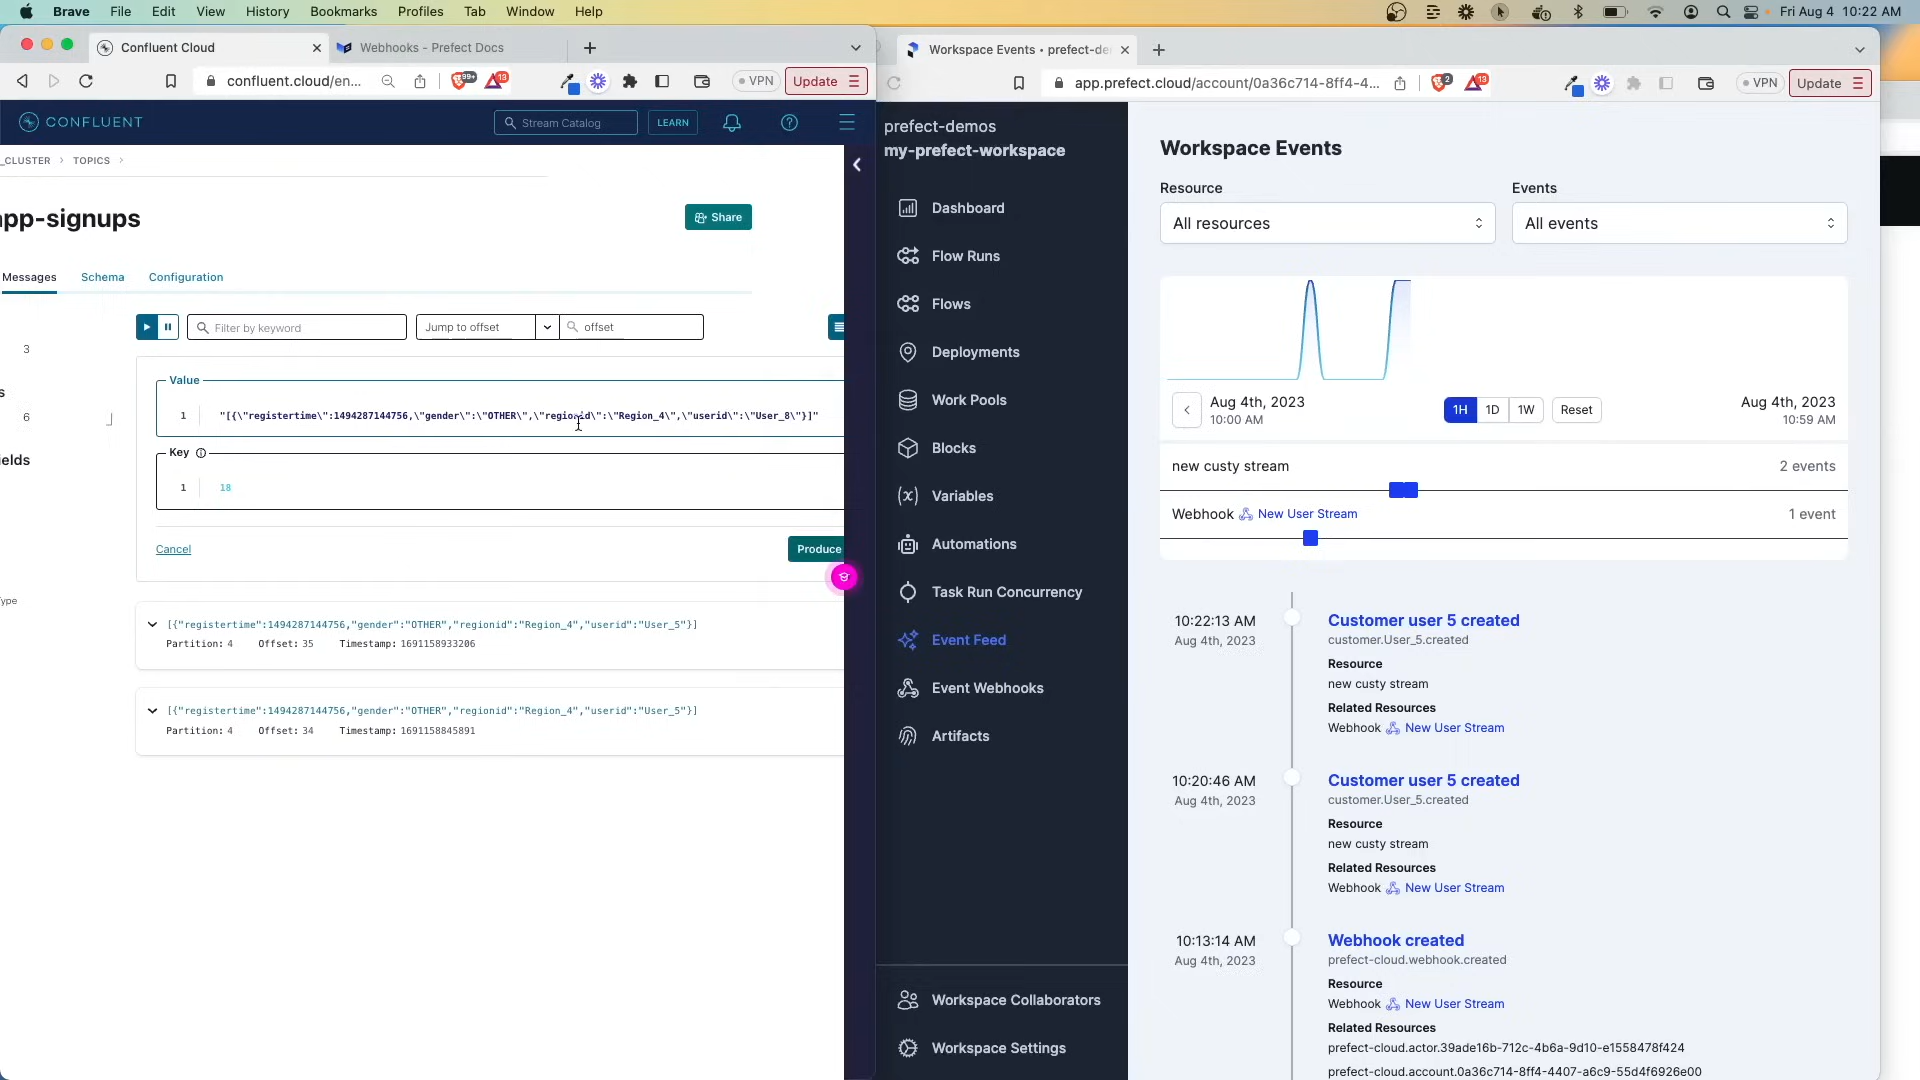 Brave File Edit View History Bookmarks Profiles Tab Window Help
Fri Aug 4 10:22 AM
Confluent Cloud
Webhooks - Prefect Docs
confluent.cloud/en...
99+
13
VPN
Update
CONFLUENT
Stream Catalog
LEARN
_CLUSTER > TOPICS >
app-signups
Share
Messages Schema Configuration
Filter by keyword
Jump to offset
offset
3
s
6
ields
ype
Value
1 "[{\"registertime\":1494287144756,\"gender\":\"OTHER\",\"regionid\":\"Region_4\",\"userid\":\"User_8\"}]"
Key
1 18
Cancel
Produce
[{"registertime":1494287144756,"gender":"OTHER","regionid":"Region_4","userid":"User_5"}]
Partition: 4 Offset: 35 Timestamp: 1691158933206
[{"registertime":1494287144756,"gender":"OTHER","regionid":"Region_4","userid":"User_5"}]
Partition: 4 Offset: 34 Timestamp: 1691158845891
Workspace Events • prefect-de
app.prefect.cloud/account/0a36c714-8ff4-4...
2
13
VPN
Update
prefect-demos
my-prefect-workspace
Dashboard
Flow Runs
Flows
Deployments
Work Pools
Blocks
Variables
Automations
Task Run Concurrency
Event Feed
Event Webhooks
Artifacts
Workspace Collaborators
Workspace Settings
Workspace Events
Resource
All resources
Events
All events
Aug 4th, 2023
10:00 AM
1H 1D 1W Reset
Aug 4th, 2023
10:59 AM
new custy stream 2 events
Webhook New User Stream 1 event
10:22:13 AM
Aug 4th, 2023
Customer user 5 created
customer.User_5.created
Resource
new custy stream
Related Resources
Webhook New User Stream
10:20:46 AM
Aug 4th, 2023
Customer user 5 created
customer.User_5.created
Resource
new custy stream
Related Resources
Webhook New User Stream
10:13:14 AM
Aug 4th, 2023
Webhook created
prefect-cloud.webhook.created
Resource
Webhook New User Stream
Related Resources
prefect-cloud.actor.39ade16b-712c-4b6a-9d10-e1558478f424
prefect-cloud.account.0a36c714-8ff4-4407-a6c9-55d4f6926e00